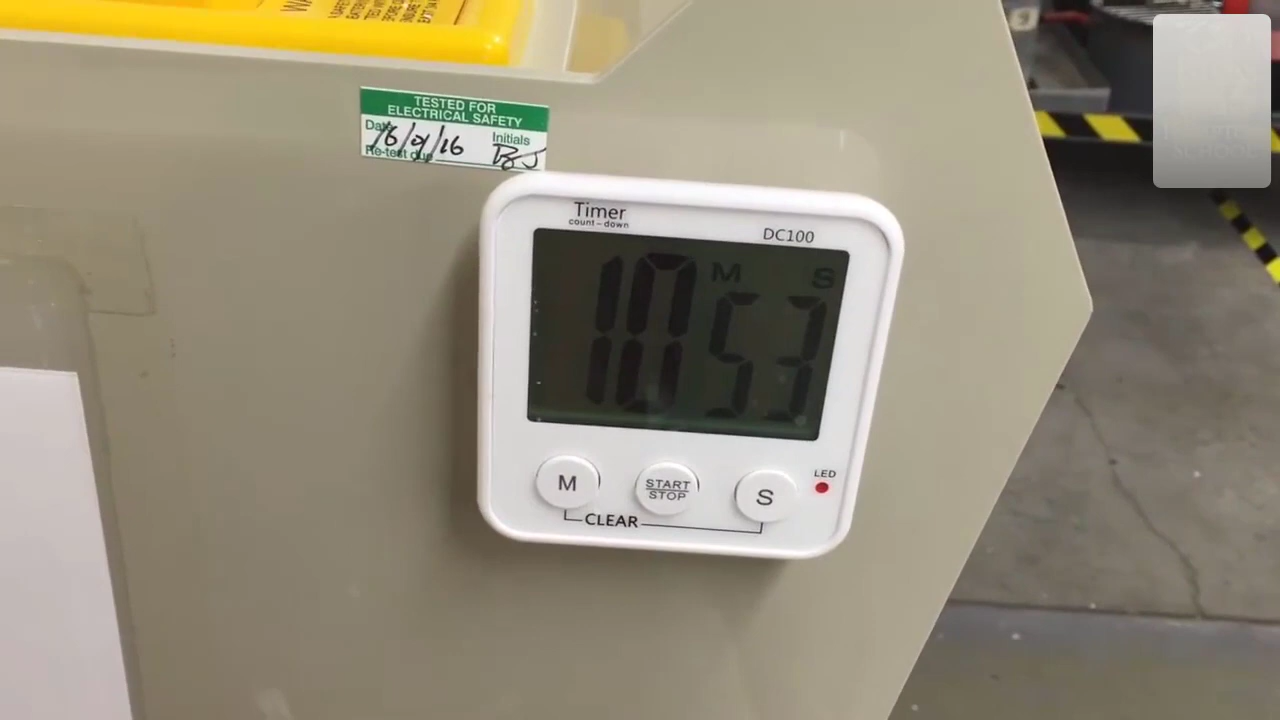 TESTED FOR
ELECTRICAL SAFETY
Date
Initials
Re-test due
Timer
count-down
DC100
M S
10 53
LED
M START STOP S
CLEAR